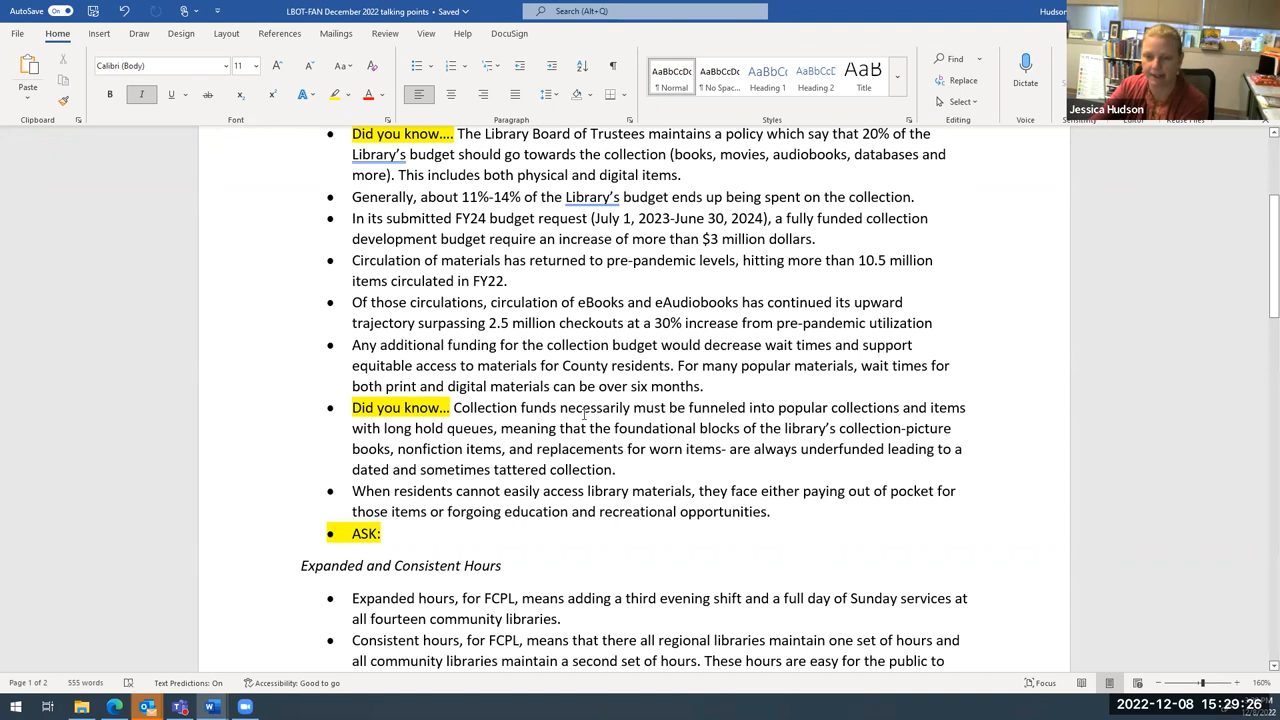 AutoSave On LBOT-FAN December 2022 talking points • Saved Search (Alt+Q) Hudson
File Home Insert Draw Design Layout References Mailings Review View Help DocuSign
Paste
Calibri (Body) 11
AaBbCcDc AaBbCcDc AaBbCc AaBbCcD AaB
¶ Normal ¶ No Spac... Heading 1 Heading 2 Title
Find
Replace
Select
Dictate
Clipboard Font Paragraph Styles Editing Voice
Jessica Hudson
• Did you know.... The Library Board of Trustees maintains a policy which say that 20% of the
Library's budget should go towards the collection (books, movies, audiobooks, databases and
more). This includes both physical and digital items.
• Generally, about 11%-14% of the Library's budget ends up being spent on the collection.
• In its submitted FY24 budget request (July 1, 2023-June 30, 2024), a fully funded collection
development budget require an increase of more than $3 million dollars.
• Circulation of materials has returned to pre-pandemic levels, hitting more than 10.5 million
items circulated in FY22.
• Of those circulations, circulation of eBooks and eAudiobooks has continued its upward
trajectory surpassing 2.5 million checkouts at a 30% increase from pre-pandemic utilization
• Any additional funding for the collection budget would decrease wait times and support
equitable access to materials for County residents. For many popular materials, wait times for
both print and digital materials can be over six months.
• Did you know... Collection funds necessarily must be funneled into popular collections and items
with long hold queues, meaning that the foundational blocks of the library's collection-picture
books, nonfiction items, and replacements for worn items- are always underfunded leading to a
dated and sometimes tattered collection.
• When residents cannot easily access library materials, they face either paying out of pocket for
those items or forgoing education and recreational opportunities.
• ASK:
Expanded and Consistent Hours
• Expanded hours, for FCPL, means adding a third evening shift and a full day of Sunday services at
all fourteen community libraries.
• Consistent hours, for FCPL, means that there all regional libraries maintain one set of hours and
all community libraries maintain a second set of hours. These hours are easy for the public to
Page 1 of 2 555 words Text Predictions: On Accessibility: Good to go Focus 160%
2022-12-08 15:29:26